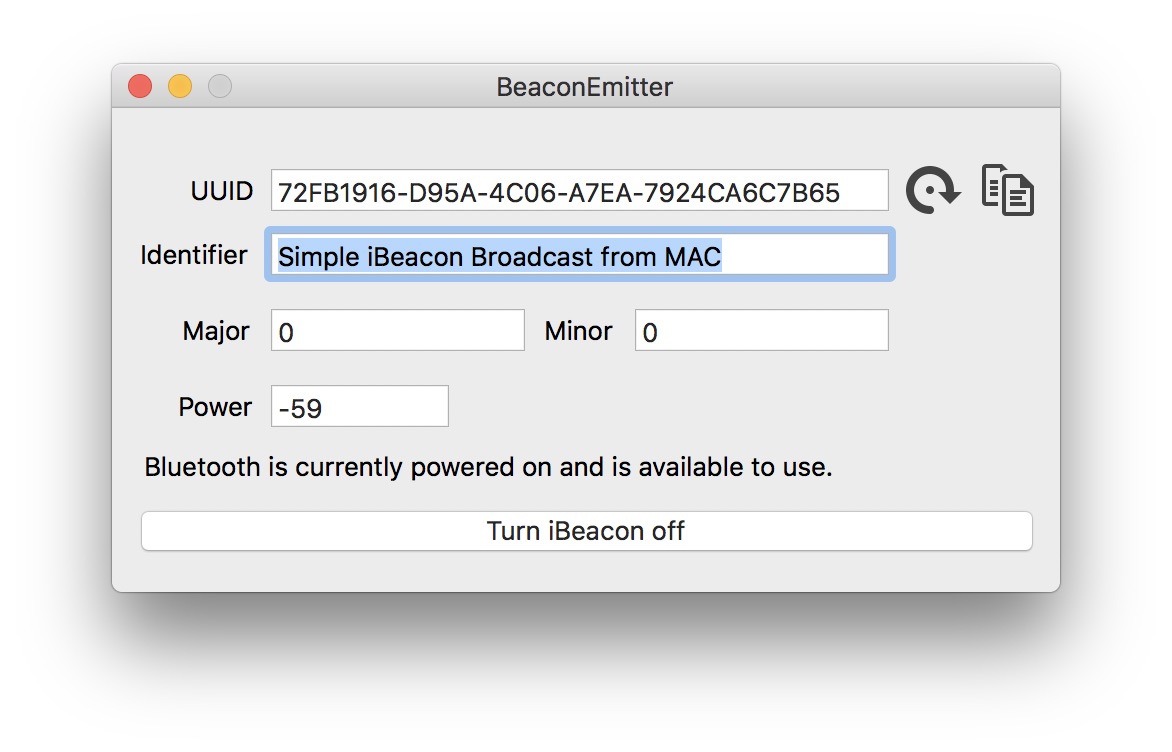 BeaconEmitter
UUID 72FB1916-D95A-4C06-A7EA-7924CA6C7B65
Identifier Simple iBeacon Broadcast from MAC
Major 0 Minor 0
Power -59
Bluetooth is currently powered on and is available to use.
Turn iBeacon off